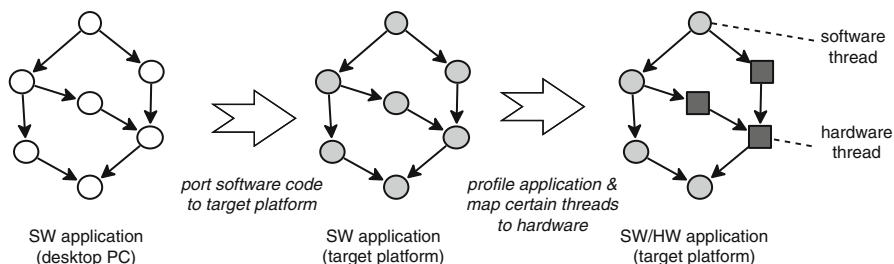 software
thread
hardware
thread
port software code
to target platform
profile application &
map certain threads
to hardware
SW application
(desktop PC)
SW application
(target platform)
SW/HW application
(target platform)